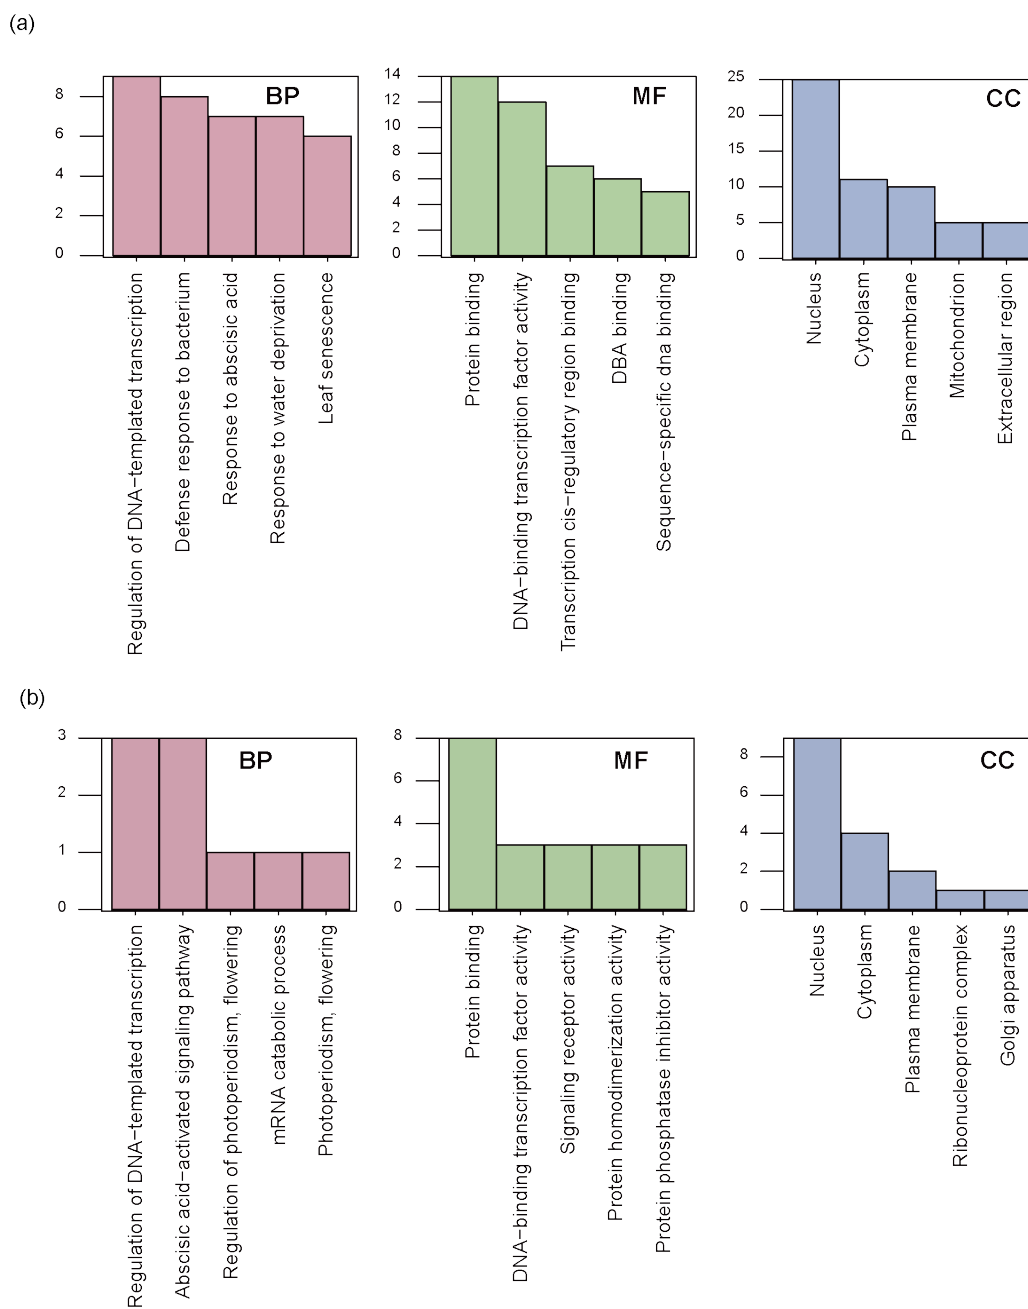 (a)
BP
8
6
4
2
0
Regulation of DNA−templated transcription
Defense response to bacterium
Response to abscisic acid
Response to water deprivation
Leaf senescence
MF
14
12
10
8
6
4
2
0
Protein binding
DNA−binding transcription factor activity
Transcription cis−regulatory region binding
DBA binding
Sequence−specific dna binding
CC
25
20
15
10
5
0
Nucleus
Cytoplasm
Plasma membrane
Mitochondrion
Extracellular region
(b)
BP
3
2
1
0
Regulation of DNA−templated transcription
Abscisic acid−activated signaling pathway
Regulation of photoperiodism, flowering
mRNA catabolic process
Photoperiodism, flowering
MF
8
6
4
2
0
Protein binding
DNA−binding transcription factor activity
Signaling receptor activity
Protein homodimerization activity
Protein phosphatase inhibitor activity
CC
8
6
4
2
0
Nucleus
Cytoplasm
Plasma membrane
Ribonucleoprotein complex
Golgi apparatus